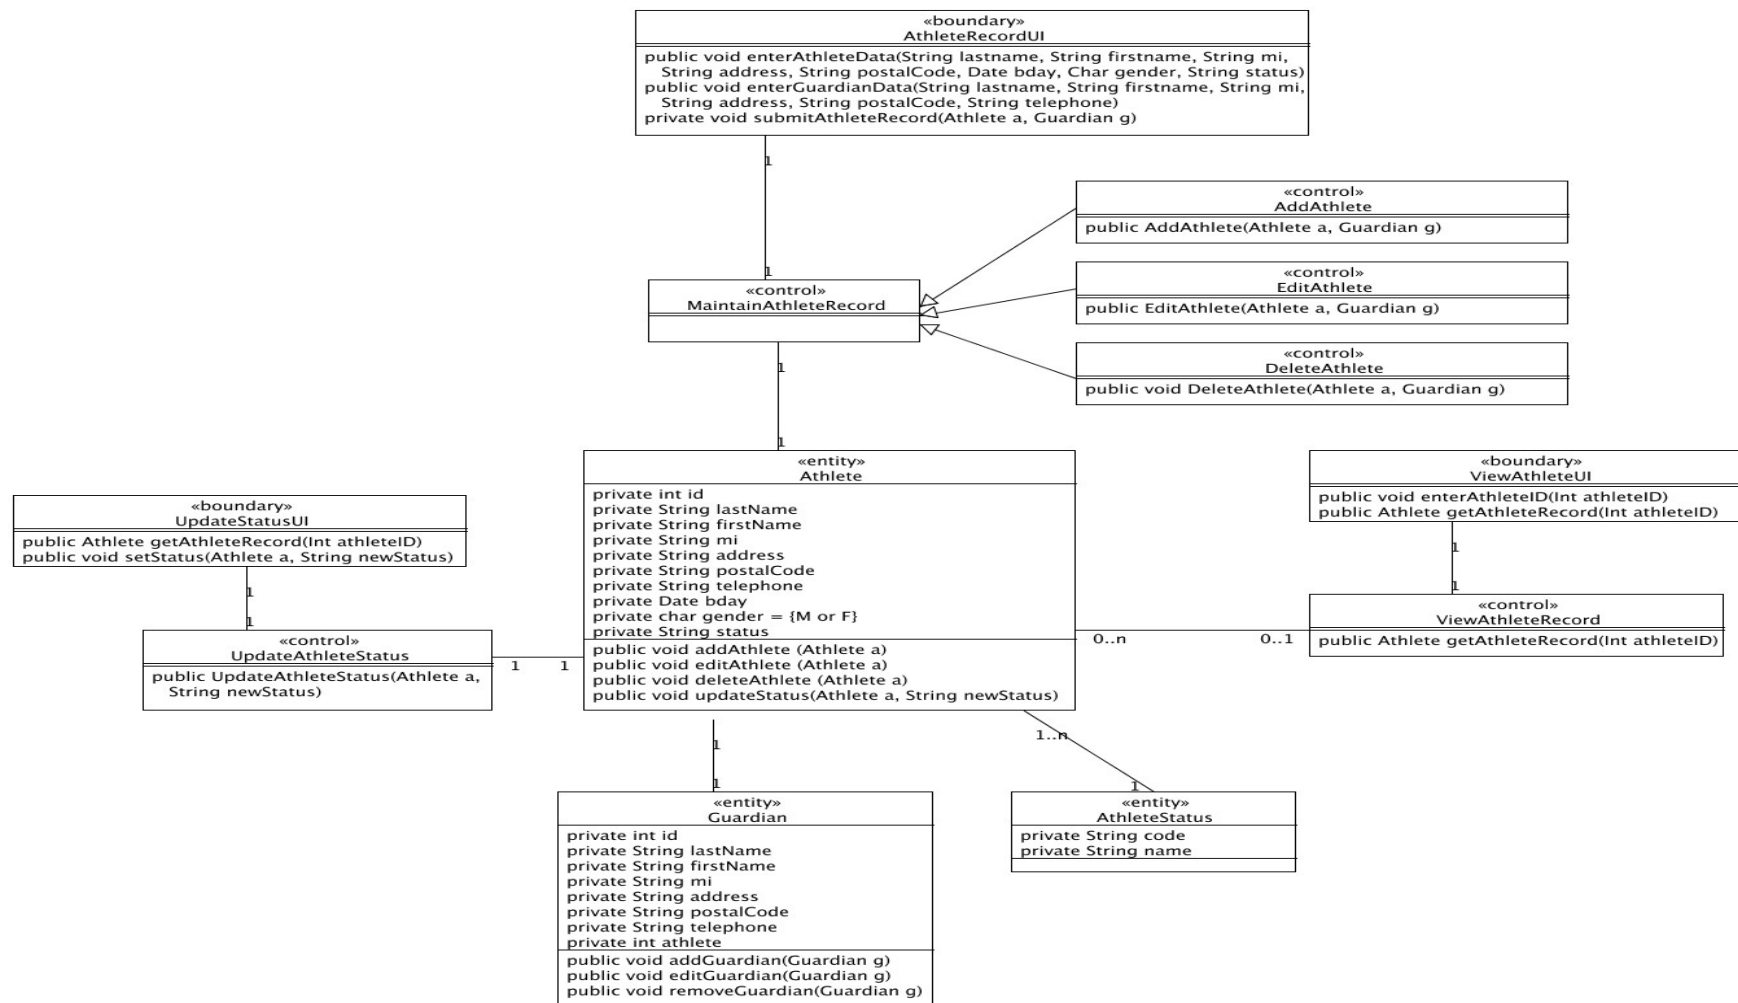 «boundary»
AthleteRecordUI
public void enterAthleteData(String lastname, String firstname, String mi,
String address, String postalCode, Date bday, Char gender, String status)
public void enterGuardianData(String lastname, String firstname, String mi,
String address, String postalCode, String telephone)
private void submitAthleteRecord(Athlete a, Guardian g)
1
1
«control»
AddAthlete
public AddAthlete(Athlete a, Guardian g)
«control»
EditAthlete
public EditAthlete(Athlete a, Guardian g)
«control»
DeleteAthlete
public void DeleteAthlete(Athlete a, Guardian g)
«control»
MaintainAthleteRecord
1
1
«entity»
Athlete
private int id
private String lastName
private String firstName
private String mi
private String address
private String postalCode
private String telephone
private Date bday
private char gender = {M or F}
private String status
public void addAthlete (Athlete a)
public void editAthlete (Athlete a)
public void deleteAthlete (Athlete a)
public void updateStatus(Athlete a, String newStatus)
«boundary»
UpdateStatusUI
public Athlete getAthleteRecord(Int athleteID)
public void setStatus(Athlete a, String newStatus)
1
1
«control»
UpdateAthleteStatus
public UpdateAthleteStatus(Athlete a,
String newStatus)
1 1
«boundary»
ViewAthleteUI
public void enterAthleteID(Int athleteID)
public Athlete getAthleteRecord(Int athleteID)
1
1
«control»
ViewAthleteRecord
public Athlete getAthleteRecord(Int athleteID)
0..n 0..1
1
1
«entity»
Guardian
private int id
private String lastName
private String firstName
private String mi
private String address
private String postalCode
private String telephone
private int athlete
public void addGuardian(Guardian g)
public void editGuardian(Guardian g)
public void removeGuardian(Guardian g)
1..n
1
«entity»
AthleteStatus
private String code
private String name